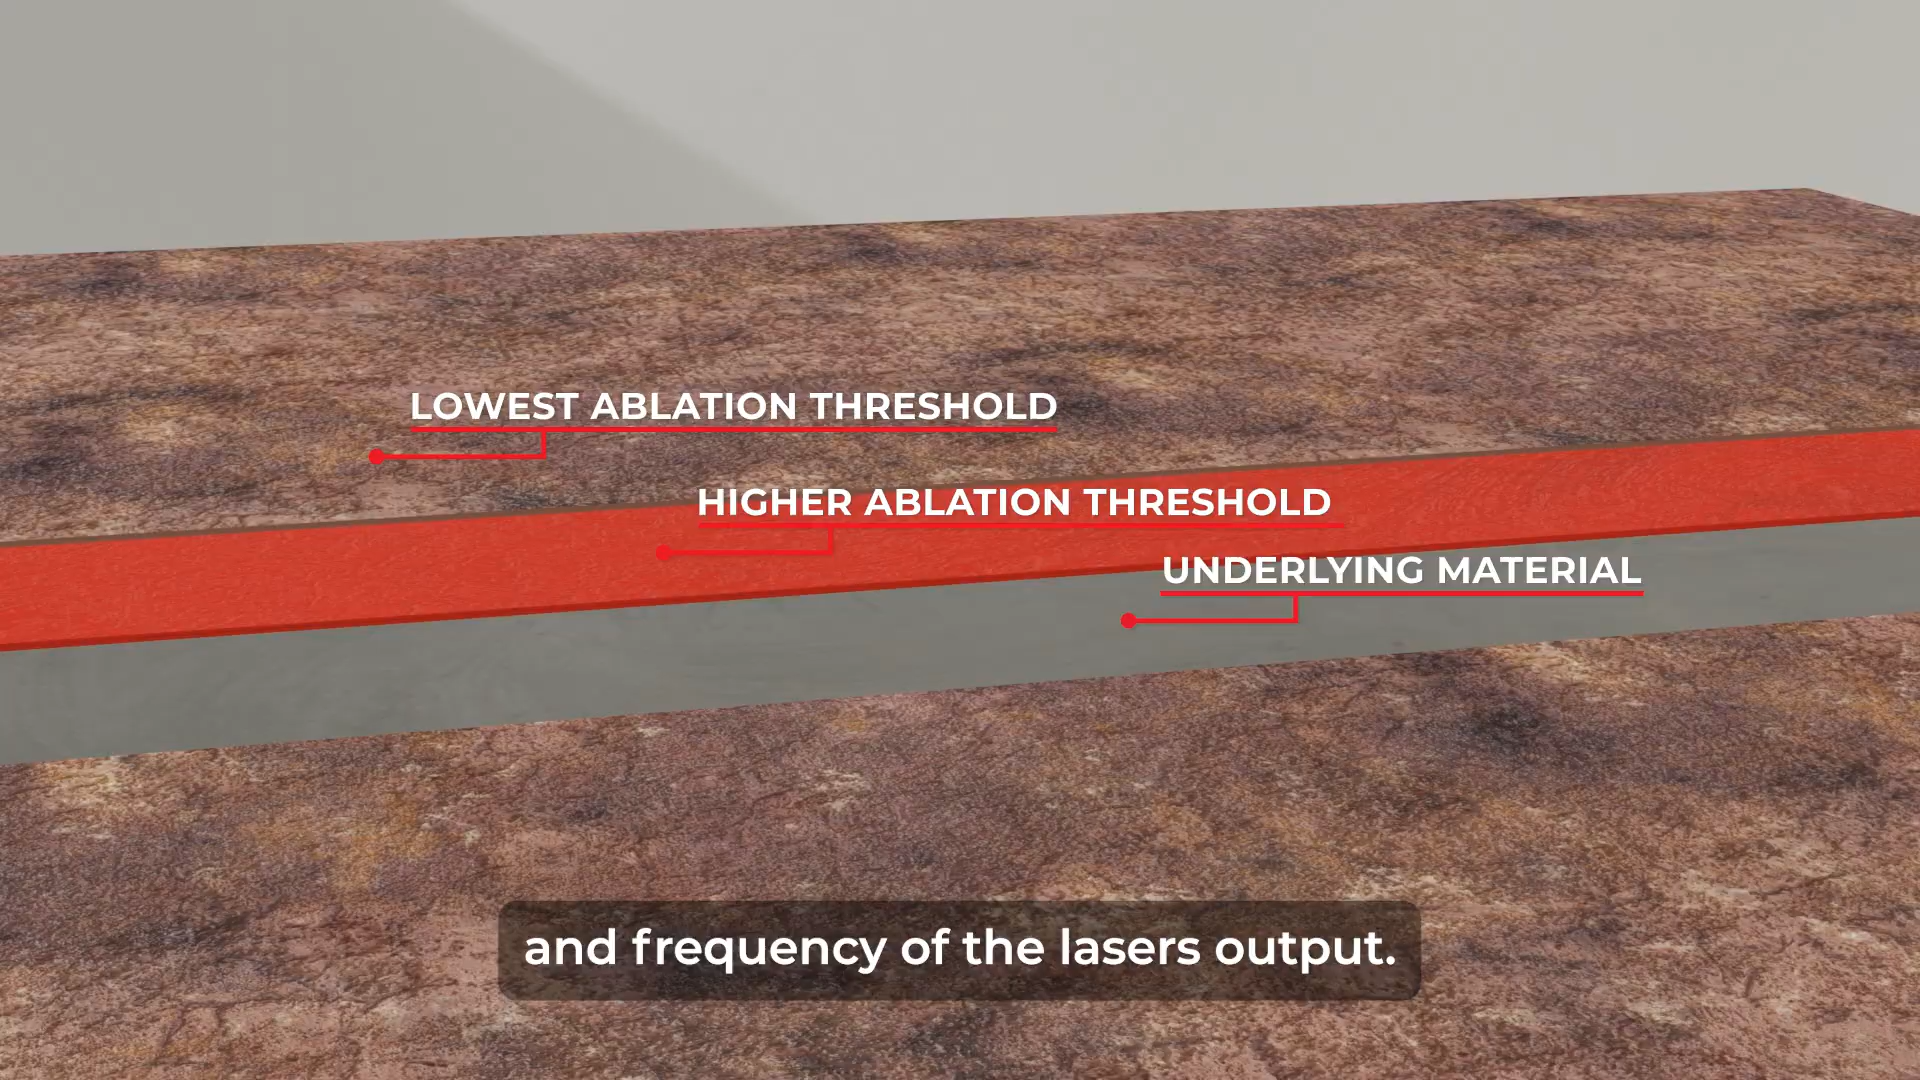 LOWEST ABLATION THRESHOLD
HIGHER ABLATION THRESHOLD
UNDERLYING MATERIAL
and frequency of the lasers output.